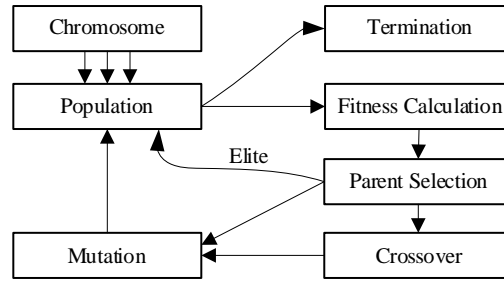 Chromosome
Termination
Population
Fitness Calculation
Elite
Parent Selection
Mutation
Crossover